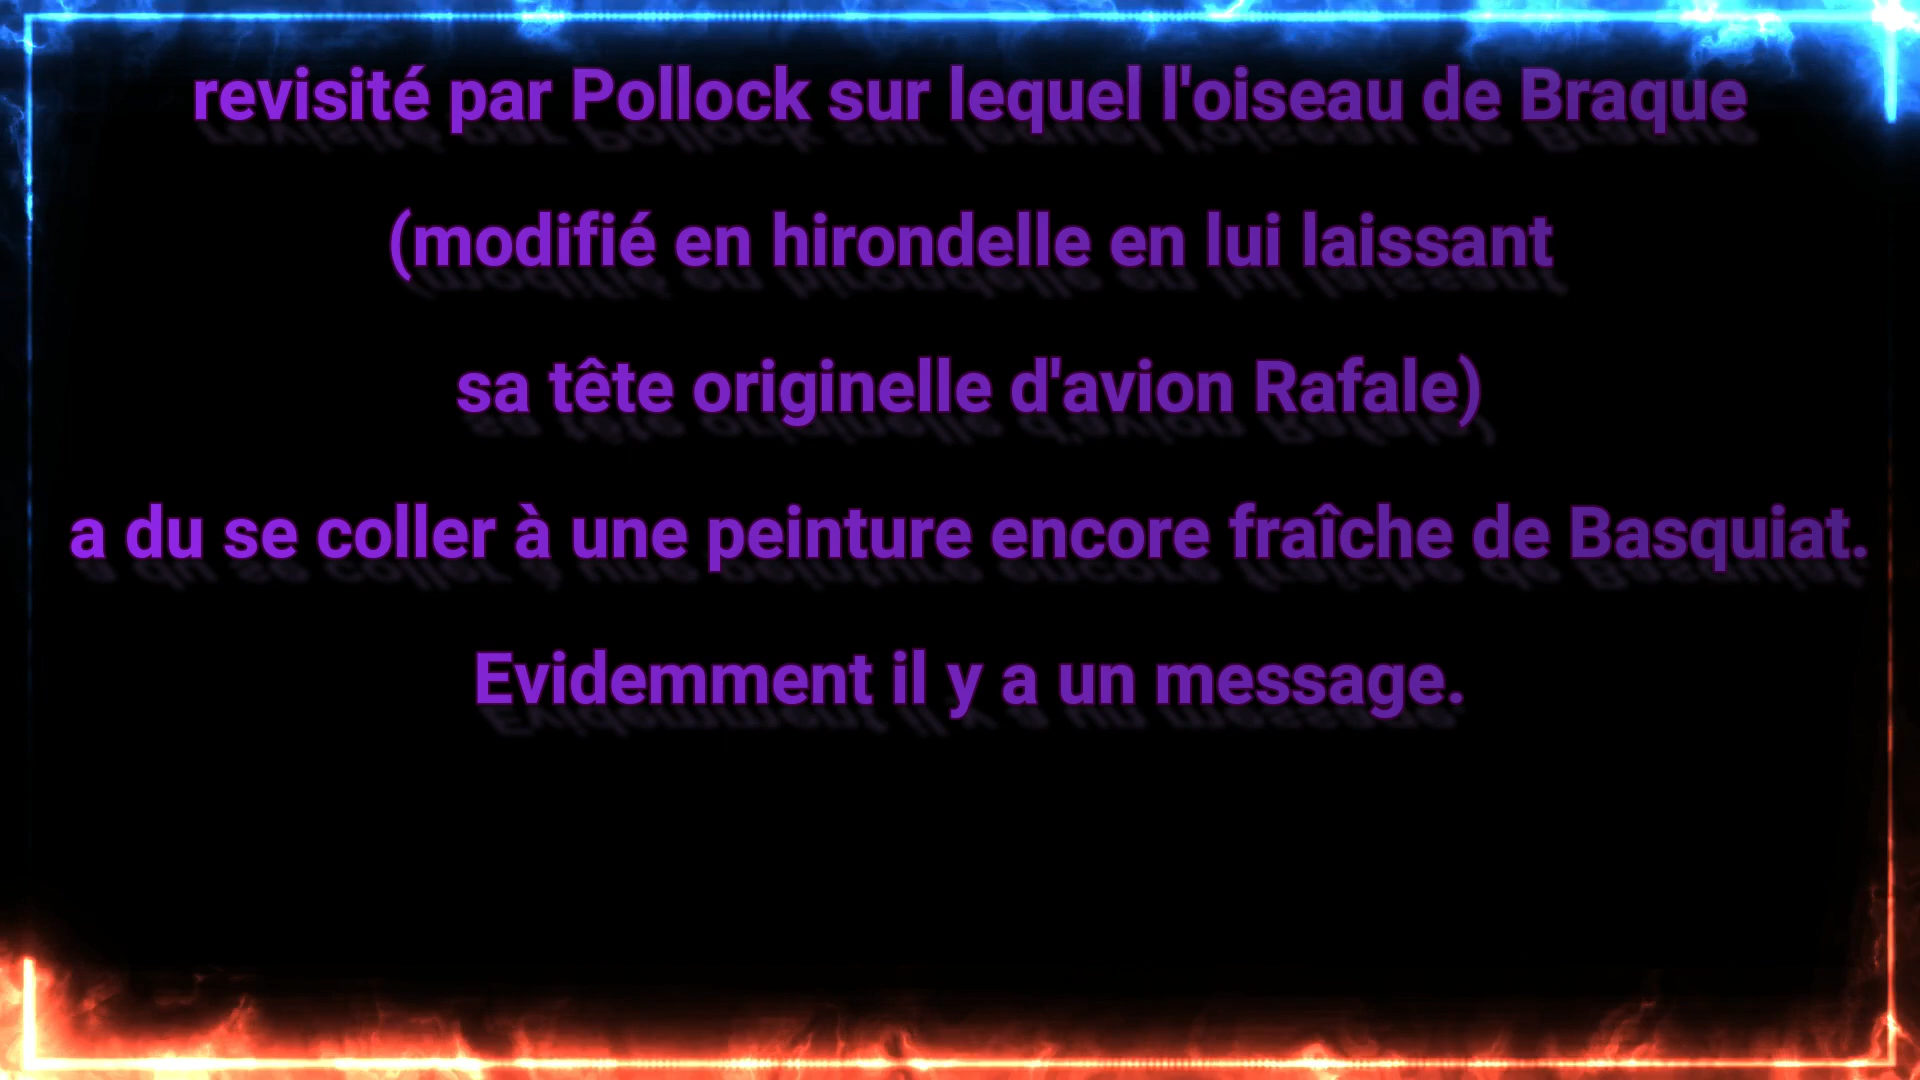 revisité par Pollock sur lequel l'oiseau de Braque
(modifié en hirondelle en lui laissant
sa tête originelle d'avion Rafale)
a du se coller à une peinture encore fraîche de Basquiat.
Evidemment il y a un message.